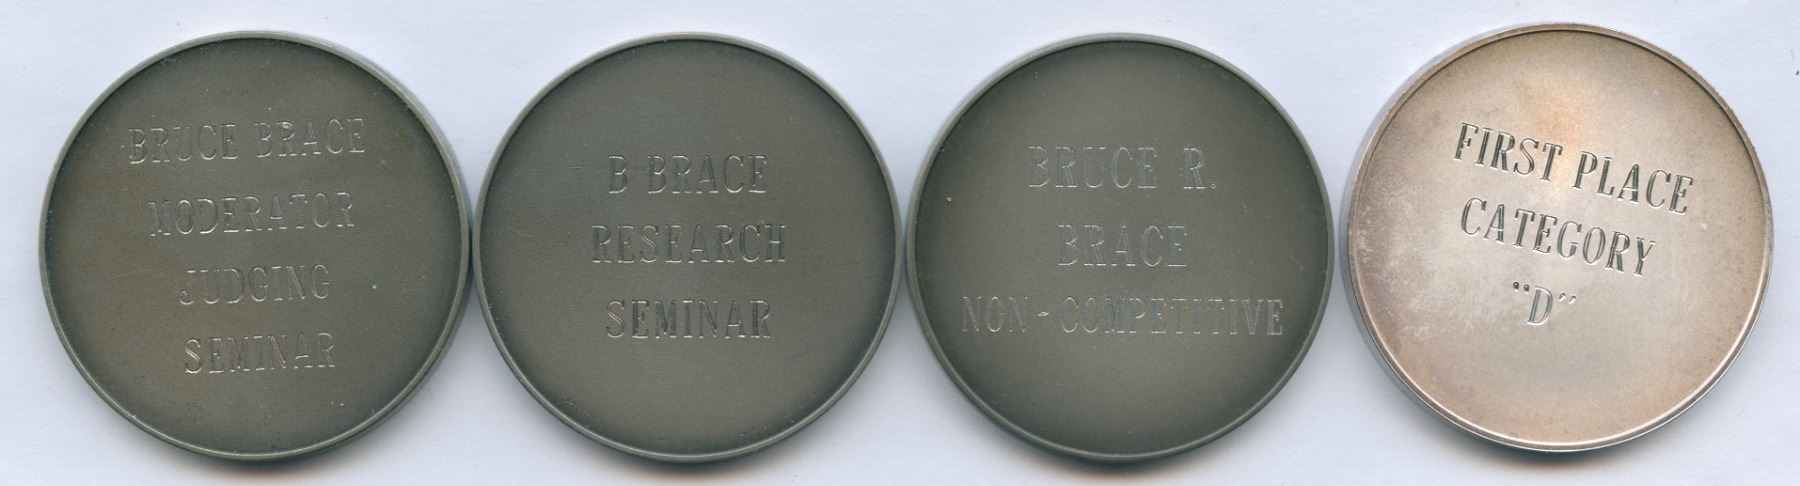 BRUCE BRACE
MODERATOR
JUDGING
SEMINAR
B BRACE
RESEARCH
SEMINAR
BRUCE R.
BRACE
NON-COMPETITIVE
FIRST PLACE
CATEGORY
"D"